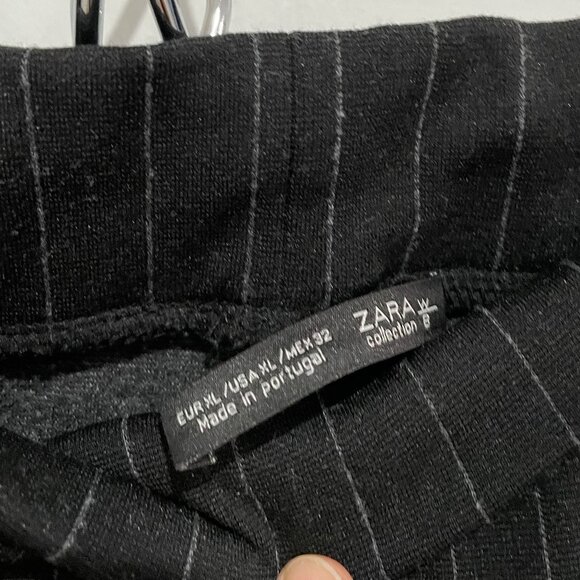 ZARA W/B
collection
EUR XL / USA XL / MEX 32
Made in Portugal